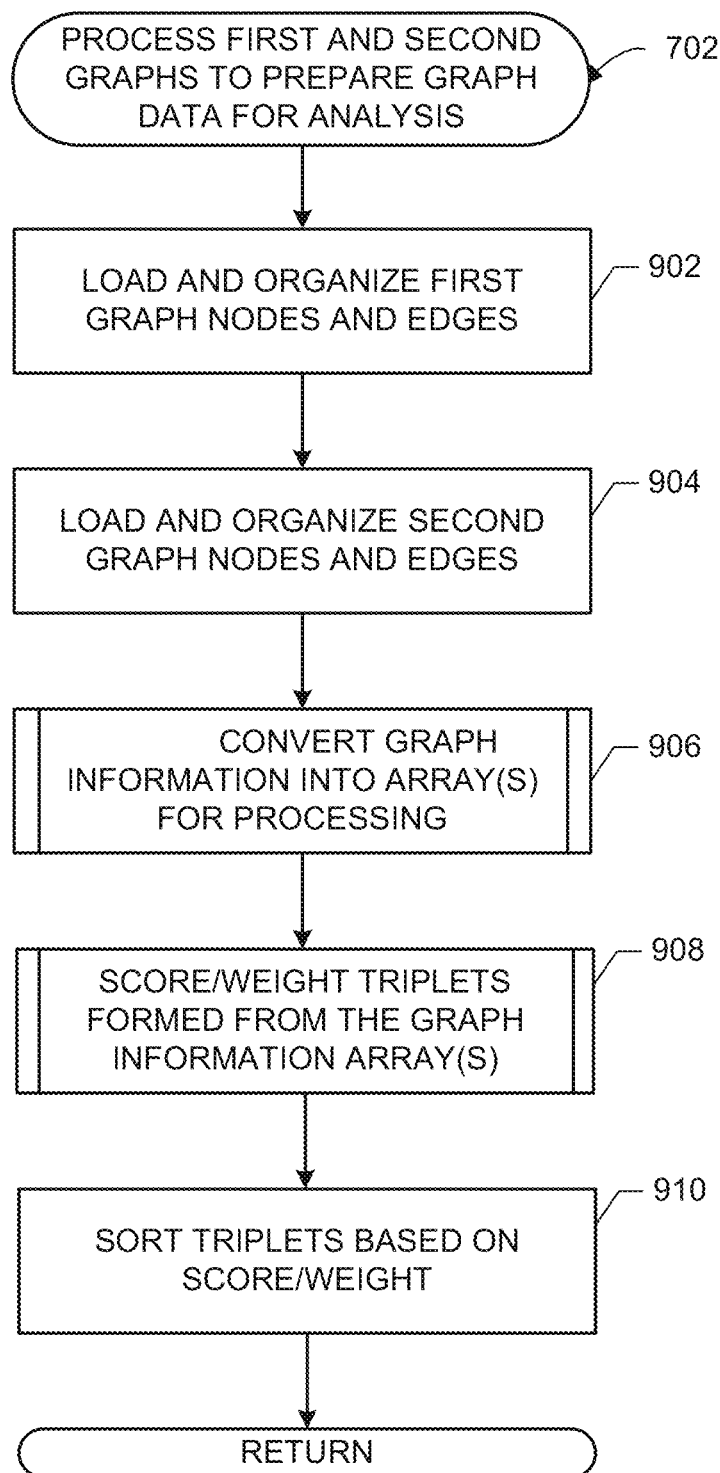 PROCESS FIRST AND SECOND
GRAPHS TO PREPARE GRAPH
DATA FOR ANALYSIS
702
LOAD AND ORGANIZE FIRST
GRAPH NODES AND EDGES
902
LOAD AND ORGANIZE SECOND
GRAPH NODES AND EDGES
904
CONVERT GRAPH
INFORMATION INTO ARRAY(S)
FOR PROCESSING
906
SCORE/WEIGHT TRIPLETS
FORMED FROM THE GRAPH
INFORMATION ARRAY(S)
908
SORT TRIPLETS BASED ON
SCORE/WEIGHT
910
RETURN